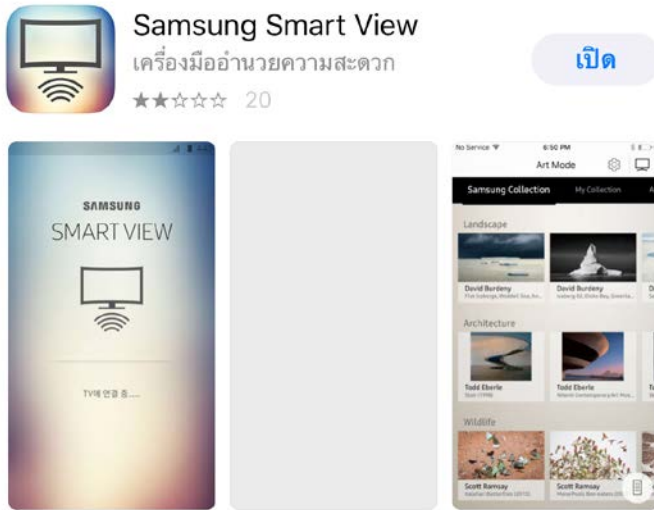 Samsung Smart View
เครื่องมืออำนวยความสะดวก
20
เปิด
SAMSUNG
SMART VIEW
TV에 연결 중.....
No Service
6:50 PM
Art Mode
Samsung Collection
My Collection
Landscape
David Burdeny
David Burdeny
Architecture
Todd Eberle
Todd Eberle
Wildlife
Scott Ramsay
Scott Ramsay